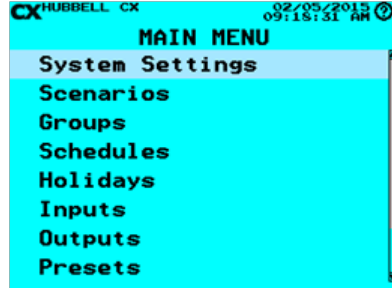 CX HUBBELL CX 02/05/2015
09:18:31 AM ?
MAIN MENU
System Settings
Scenarios
Groups
Schedules
Holidays
Inputs
Outputs
Presets